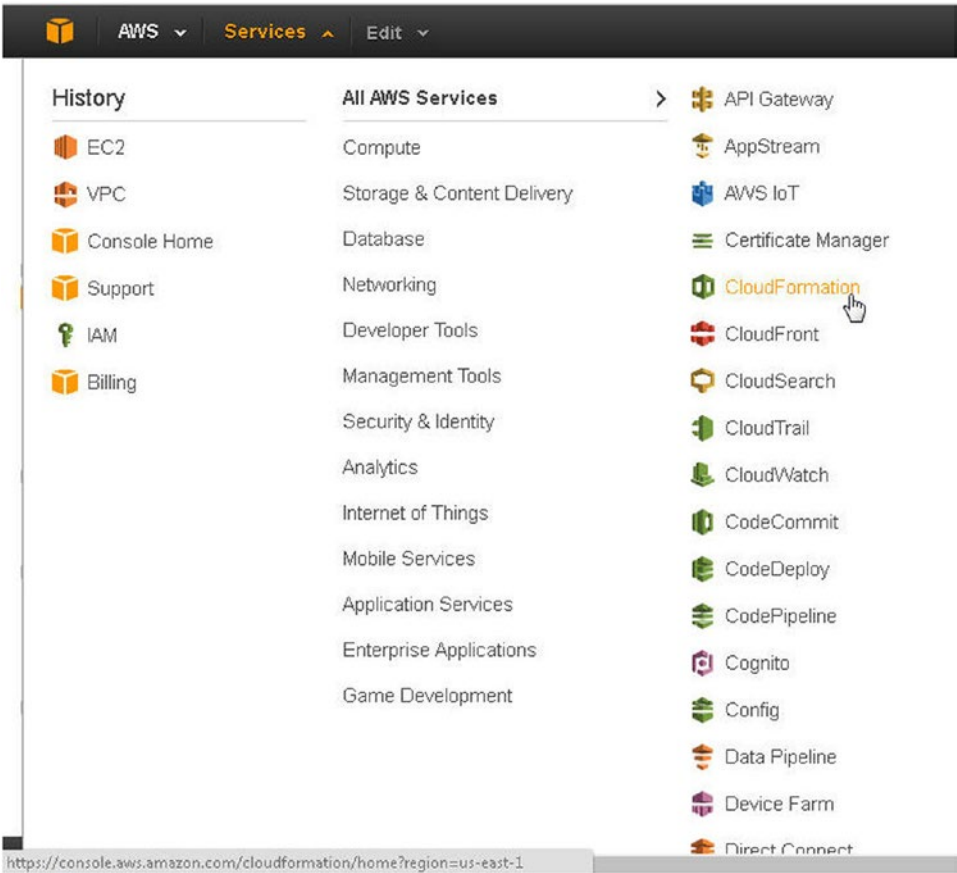 AWS Services Edit
History
EC2
VPC
Console Home
Support
IAM
Billing
All AWS Services
Compute
Storage & Content Delivery
Database
Networking
Developer Tools
Management Tools
Security & Identity
Analytics
Internet of Things
Mobile Services
Application Services
Enterprise Applications
Game Development
API Gateway
AppStream
AWS IoT
Certificate Manager
CloudFormation
CloudFront
CloudSearch
CloudTrail
CloudWatch
CodeCommit
CodeDeploy
CodePipeline
Cognito
Config
Data Pipeline
Device Farm
Direct Connect
https://console.aws.amazon.com/cloudformation/home?region=us-east-1